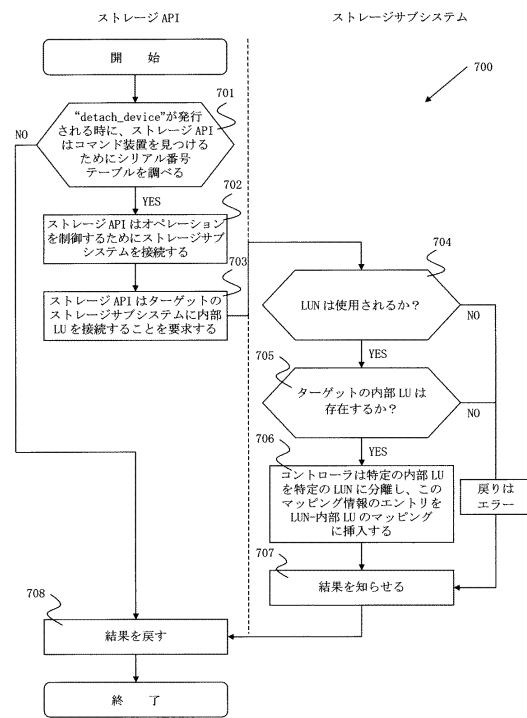 ストレージAPI
ストレージサブシステム
開 始
700
701
“detach_device”が発行
される時に、ストレージAPI
はコマンド装置を見つける
ためにシリアル番号
テーブルを調べる
NO
YES
702
ストレージAPIはオペレーション
を制御するためにストレージサブ
システムを接続する
703
ストレージAPIはターゲットの
ストレージサブシステムに内部
LUを接続することを要求する
704
LUNは使用されるか?
NO
YES
705
ターゲットの内部LUは
存在するか?
NO
YES
706
コントローラは特定の内部LU
を特定のLUNに分離し、この
マッピング情報のエントリを
LUN-内部LUのマッピング
に挿入する
戻りは
エラー
707
結果を知らせる
708
結果を戻す
終 了